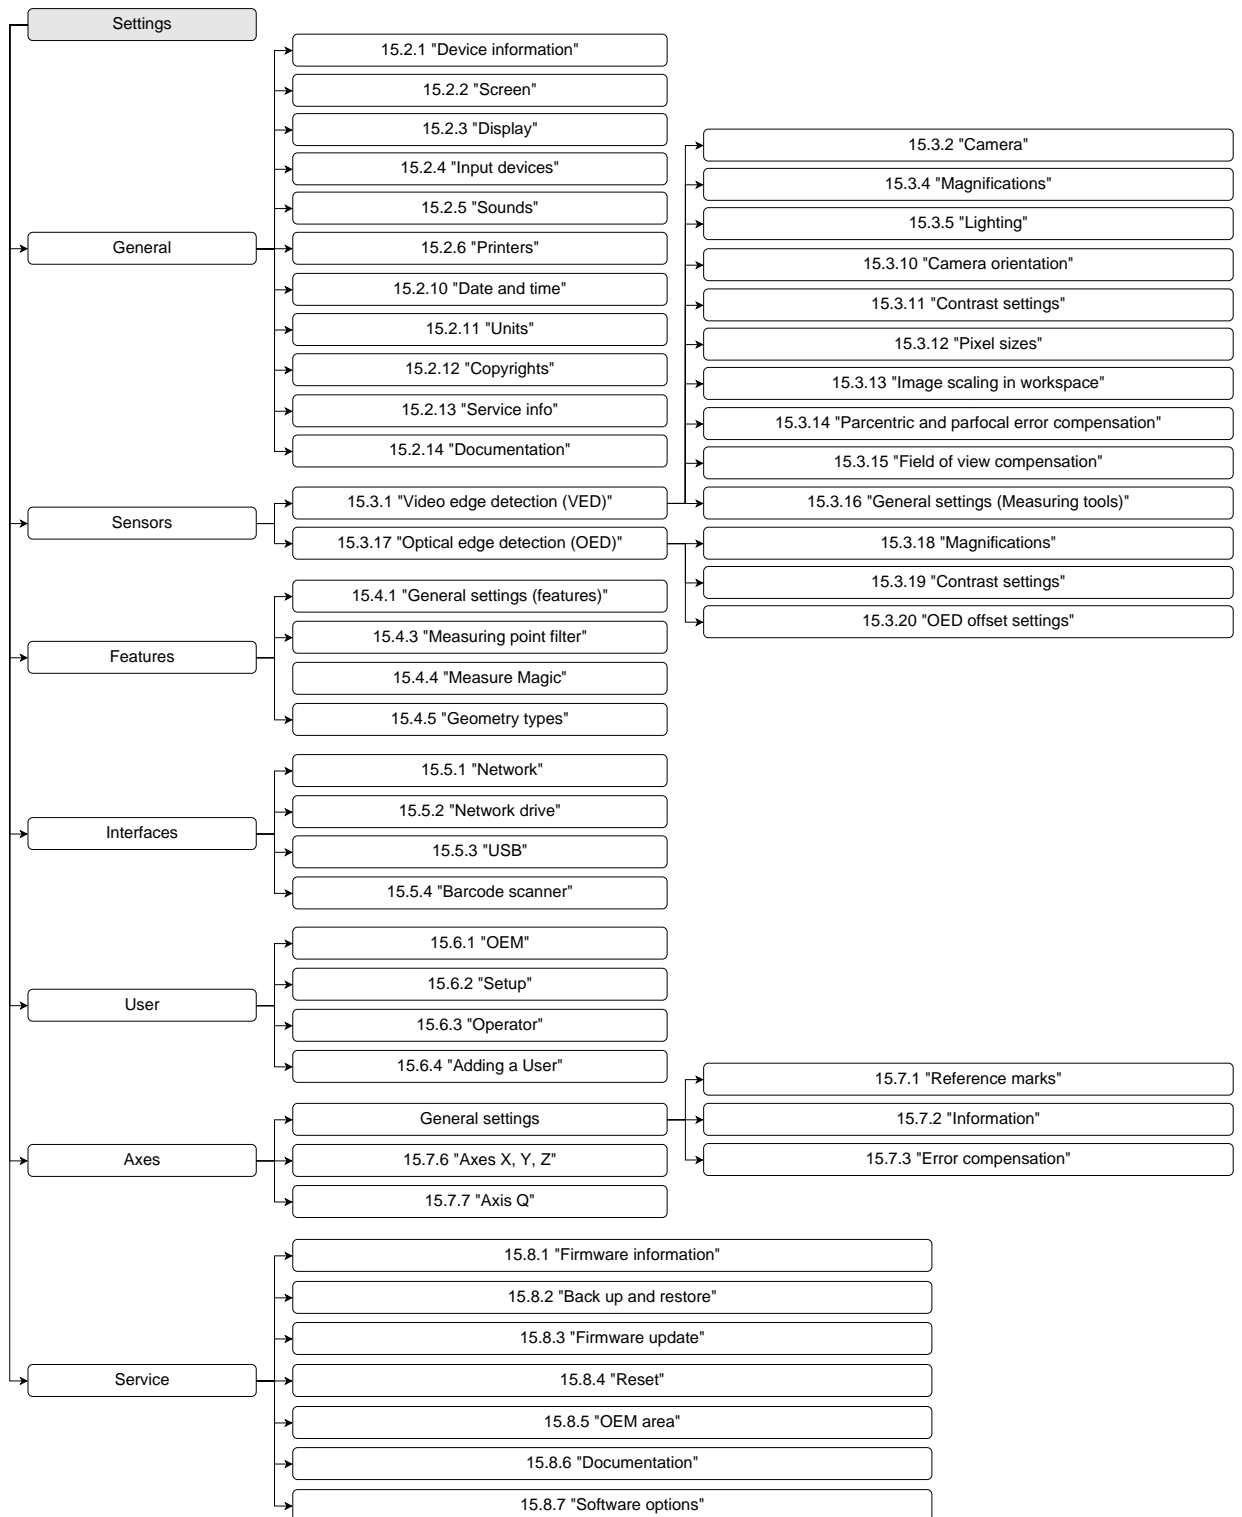 Settings
General
15.2.1 "Device information"
15.2.2 "Screen"
15.2.3 "Display"
15.2.4 "Input devices"
15.2.5 "Sounds"
15.2.6 "Printers"
15.2.10 "Date and time"
15.2.11 "Units"
15.2.12 "Copyrights"
15.2.13 "Service info"
15.2.14 "Documentation"
Sensors
15.3.1 "Video edge detection (VED)"
15.3.2 "Camera"
15.3.4 "Magnifications"
15.3.5 "Lighting"
15.3.10 "Camera orientation"
15.3.11 "Contrast settings"
15.3.12 "Pixel sizes"
15.3.13 "Image scaling in workspace"
15.3.14 "Parcentric and parfocal error compensation"
15.3.15 "Field of view compensation"
15.3.16 "General settings (Measuring tools)"
15.3.17 "Optical edge detection (OED)"
15.3.18 "Magnifications"
15.3.19 "Contrast settings"
15.3.20 "OED offset settings"
Features
15.4.1 "General settings (features)"
15.4.3 "Measuring point filter"
15.4.4 "Measure Magic"
15.4.5 "Geometry types"
Interfaces
15.5.1 "Network"
15.5.2 "Network drive"
15.5.3 "USB"
15.5.4 "Barcode scanner"
User
15.6.1 "OEM"
15.6.2 "Setup"
15.6.3 "Operator"
15.6.4 "Adding a User"
Axes
General settings
15.7.1 "Reference marks"
15.7.2 "Information"
15.7.3 "Error compensation"
15.7.6 "Axes X, Y, Z"
15.7.7 "Axis Q"
Service
15.8.1 "Firmware information"
15.8.2 "Back up and restore"
15.8.3 "Firmware update"
15.8.4 "Reset"
15.8.5 "OEM area"
15.8.6 "Documentation"
15.8.7 "Software options"